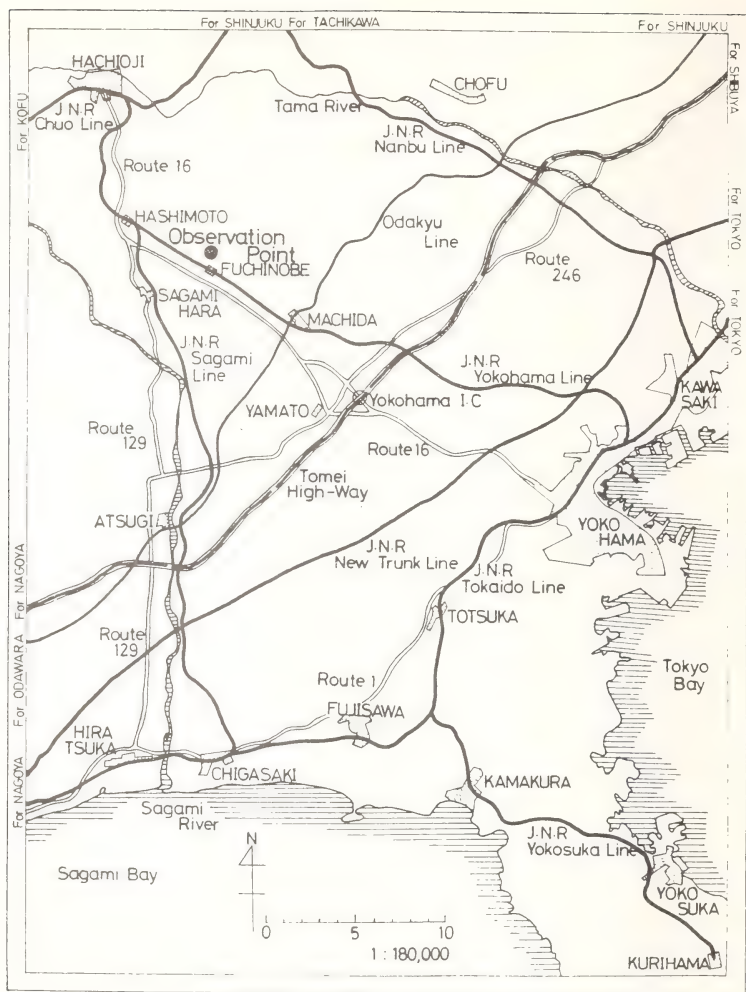 For SHINJUKU For TACHIKAWA
For SHINJUKU
For SHIBUYA
HACHIOJI
CHOFU
J.N.R
Chuo Line
Tama River
J.N.R
Nanbu Line
For KOFU
Route 16
HASHIMOTO
Observation
Point
FUCHINOBE
Odakyu
Line
Route
246
For TOKYO
For TOKYO
SAGAMI
HARA
MACHIDA
J.N.R
Sagami
Line
J.N.R
Yokohama Line
KAWA
SAKI
YAMATO
Yokohama I.C
Route
129
Route 16
Tomei
High-Way
ATSUGI
YOKO
HAMA
J.N.R
New Trunk Line
J.N.R
Tokaido Line
For NAGOYA
TOTSUKA
Route
129
Tokyo
Bay
For ODAWARA
Route 1
FUJISAWA
HIRA
TSUKA
For NAGOYA
CHIGASAKI
KAMAKURA
Sagami
River
J.N.R
Yokosuka Line
N
Sagami Bay
YOKO
SUKA
0 5 10
1 : 180,000
KURIHAMA